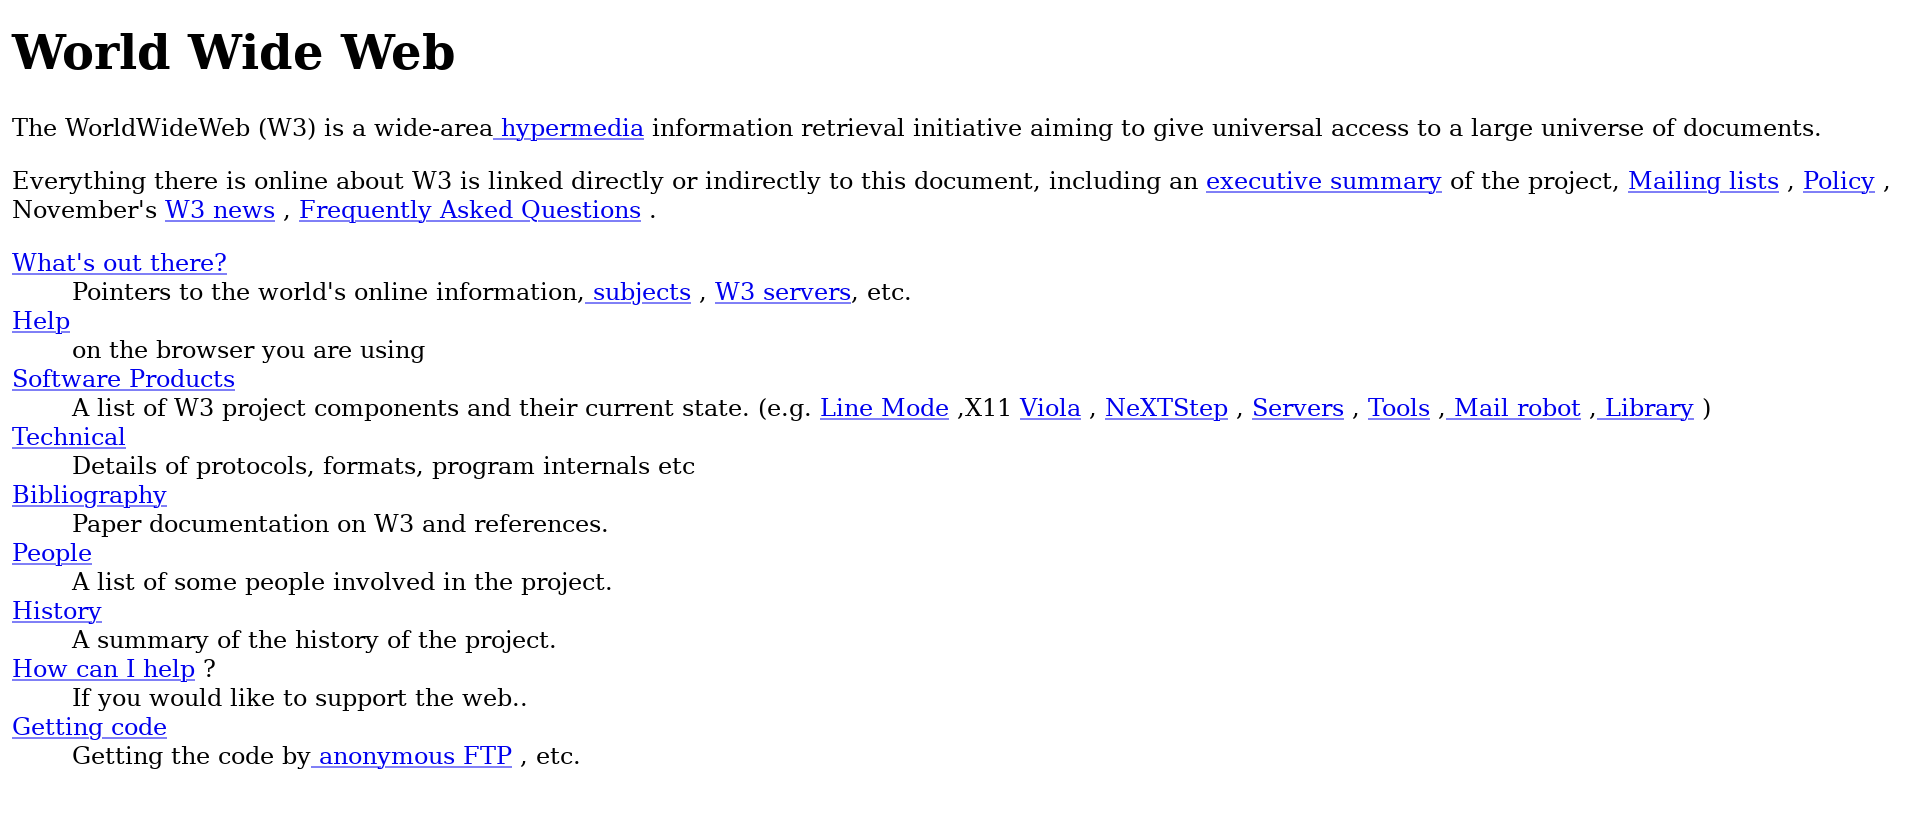 World Wide Web
The WorldWideWeb (W3) is a wide-area hypermedia information retrieval initiative aiming to give universal access to a large universe of documents.
Everything there is online about W3 is linked directly or indirectly to this document, including an executive summary of the project, Mailing lists , Policy ,
November's W3 news , Frequently Asked Questions .
What's out there?
Pointers to the world's online information, subjects , W3 servers, etc.
Help
on the browser you are using
Software Products
A list of W3 project components and their current state. (e.g. Line Mode ,X11 Viola , NeXTStep , Servers , Tools , Mail robot , Library )
Technical
Details of protocols, formats, program internals etc
Bibliography
Paper documentation on W3 and references.
People
A list of some people involved in the project.
History
A summary of the history of the project.
How can I help ?
If you would like to support the web..
Getting code
Getting the code by anonymous FTP , etc.